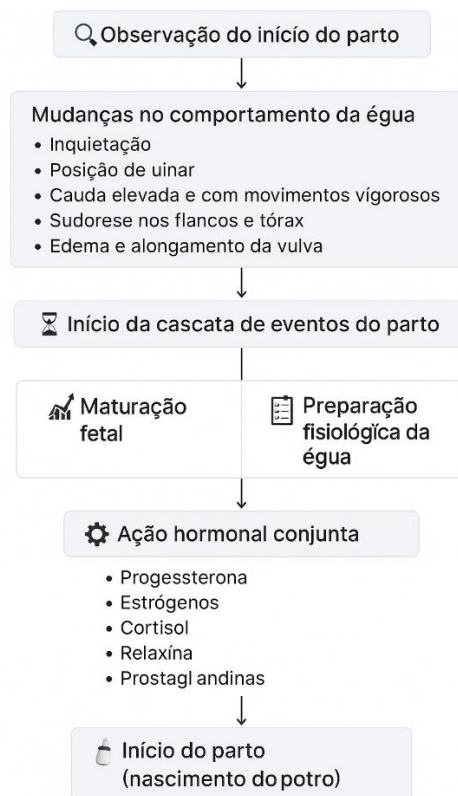 Observação do início do parto
Mudanças no comportamento da égua
• Inquietação
• Posição de uinar
• Cauda elevada e com movimentos vígorosos
• Sudorese nos flancos e tórax
• Edema e alongamento da vulva
Início da cascata de eventos do parto
Maturação
fetal
Preparação
fisiológica da
égua
Ação hormonal conjunta
• Progessterona
• Estrógenos
• Cortisol
• Relaxína
• Prostagl andinas
Início do parto
(nascimento do potro)